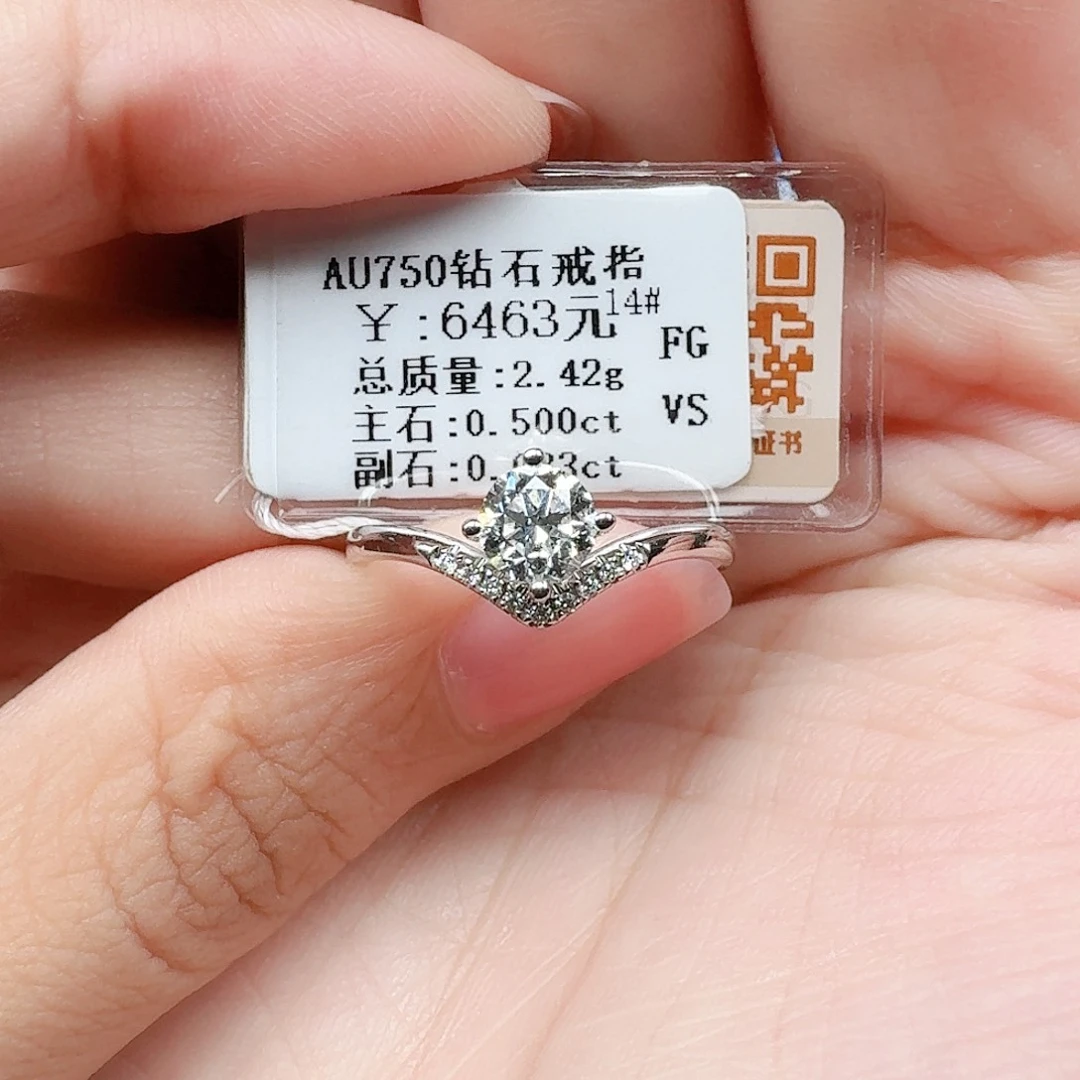 AU750钻石戒指
￥:6463元14#
FG
总质量:2.42g
VS
主石:0.500ct
副石:0.
证书